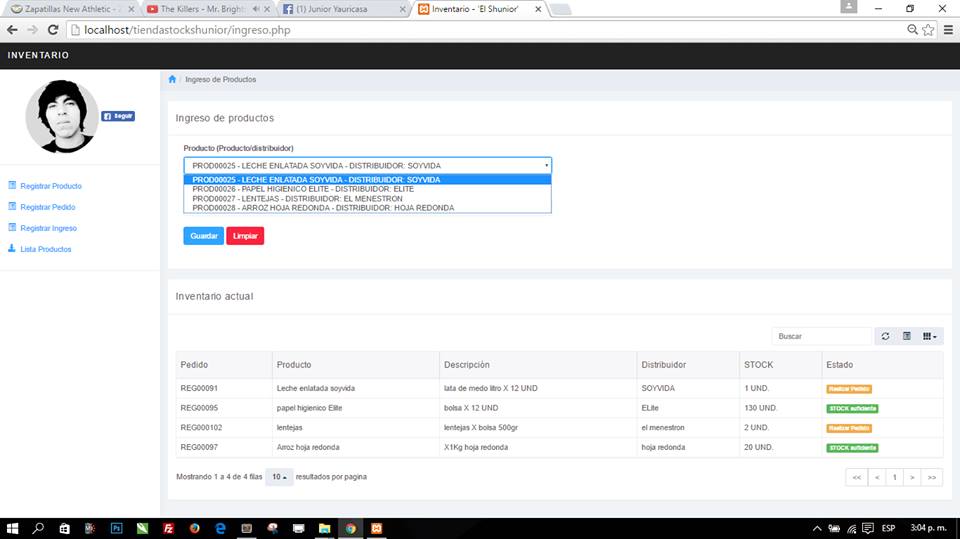 Zapatillas New Athletic - Z
The Killers - Mr. Brights
(1) Junior Yauricasa
Inventario - 'El Shunior'
localhost/tiendastockshunior/ingreso.php
INVENTARIO
Seguir
Ingreso de Productos
Ingreso de productos
Producto (Producto/distribuidor)
PROD00025 - LECHE ENLATADA SOYVIDA - DISTRIBUIDOR: SOYVIDA
PROD00025 - LECHE ENLATADA SOYVIDA - DISTRIBUIDOR: SOYVIDA
PROD00026 - PAPEL HIGIENICO ELITE - DISTRIBUIDOR: ELITE
PROD00027 - LENTEJAS - DISTRIBUIDOR: EL MENESTRON
PROD00028 - ARROZ HOJA REDONDA - DISTRIBUIDOR: HOJA REDONDA
Guardar Limpiar
Registrar Producto
Registrar Pedido
Registrar Ingreso
Lista Productos
Inventario actual
Buscar
Pedido Producto Descripción Distribuidor STOCK Estado
REG00091 Leche enlatada soyvida lata de medo litro X 12 UND SOYVIDA 1 UND. Realizar Pedido
REG00095 papel higienico Elite bolsa X 12 UND ELite 130 UND. STOCK suficiente
REG000102 lentejas lentejas X bolsa 500gr el menestron 2 UND. Realizar Pedido
REG00097 Arroz hoja redonda X1Kg hoja redonda hoja redonda 20 UND. STOCK suficiente
Mostrando 1 a 4 de 4 filas 10 resultados por pagina
<< < 1 > >>
ESP 3:04 p. m.